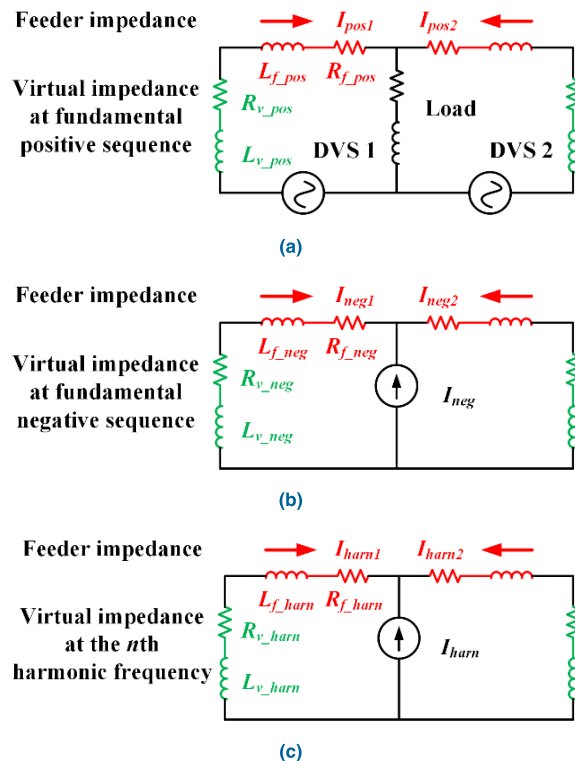 Feeder impedance
I_pos1
I_pos2
L_f_pos
R_f_pos
Virtual impedance
at fundamental
positive sequence
R_v_pos
L_v_pos
Load
DVS 1
DVS 2
(a)
Feeder impedance
I_neg1
I_neg2
L_f_neg
R_f_neg
Virtual impedance
at fundamental
negative sequence
R_v_neg
L_v_neg
I_neg
(b)
Feeder impedance
I_harn1
I_harn2
L_f_harn
R_f_harn
Virtual impedance
at the nth
harmonic frequency
R_v_harn
L_v_harn
I_harn
(c)